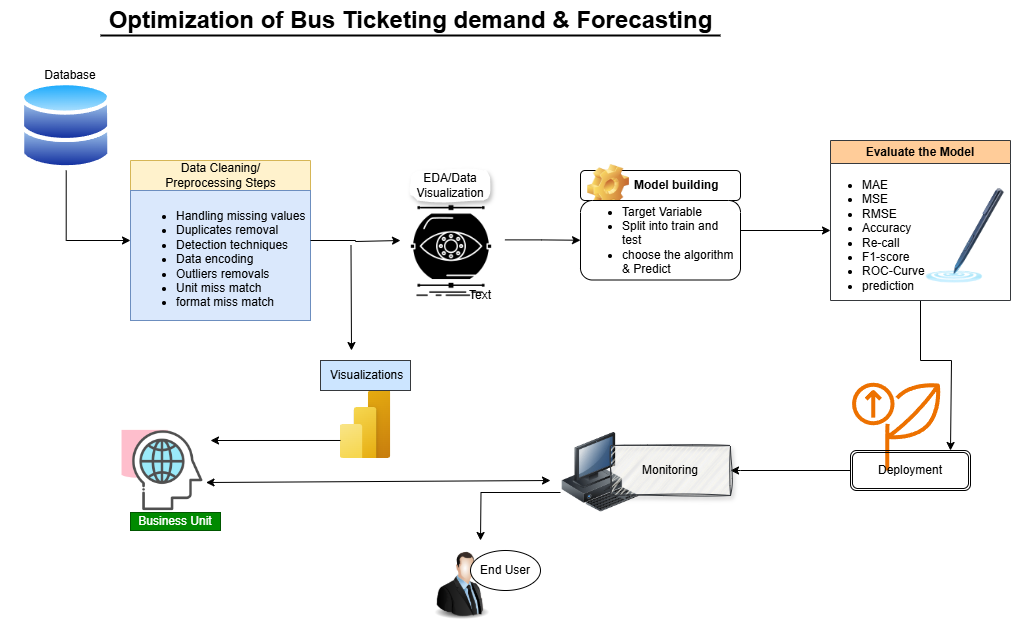 Optimization of Bus Ticketing demand & Forecasting
Database
Data Cleaning/
Preprocessing Steps
Handling missing values
Duplicates removal
Detection techniques
Data encoding
Outliers removals
Unit miss match
format miss match
EDA/Data
Visualization
Text
Model building
Target Variable
Split into train and
test
choose the algorithm
& Predict
Evaluate the Model
MAE
MSE
RMSE
Accuracy
Re-call
F1-score
ROC-Curve
prediction
Visualizations
Business Unit
Monitoring
Deployment
End User